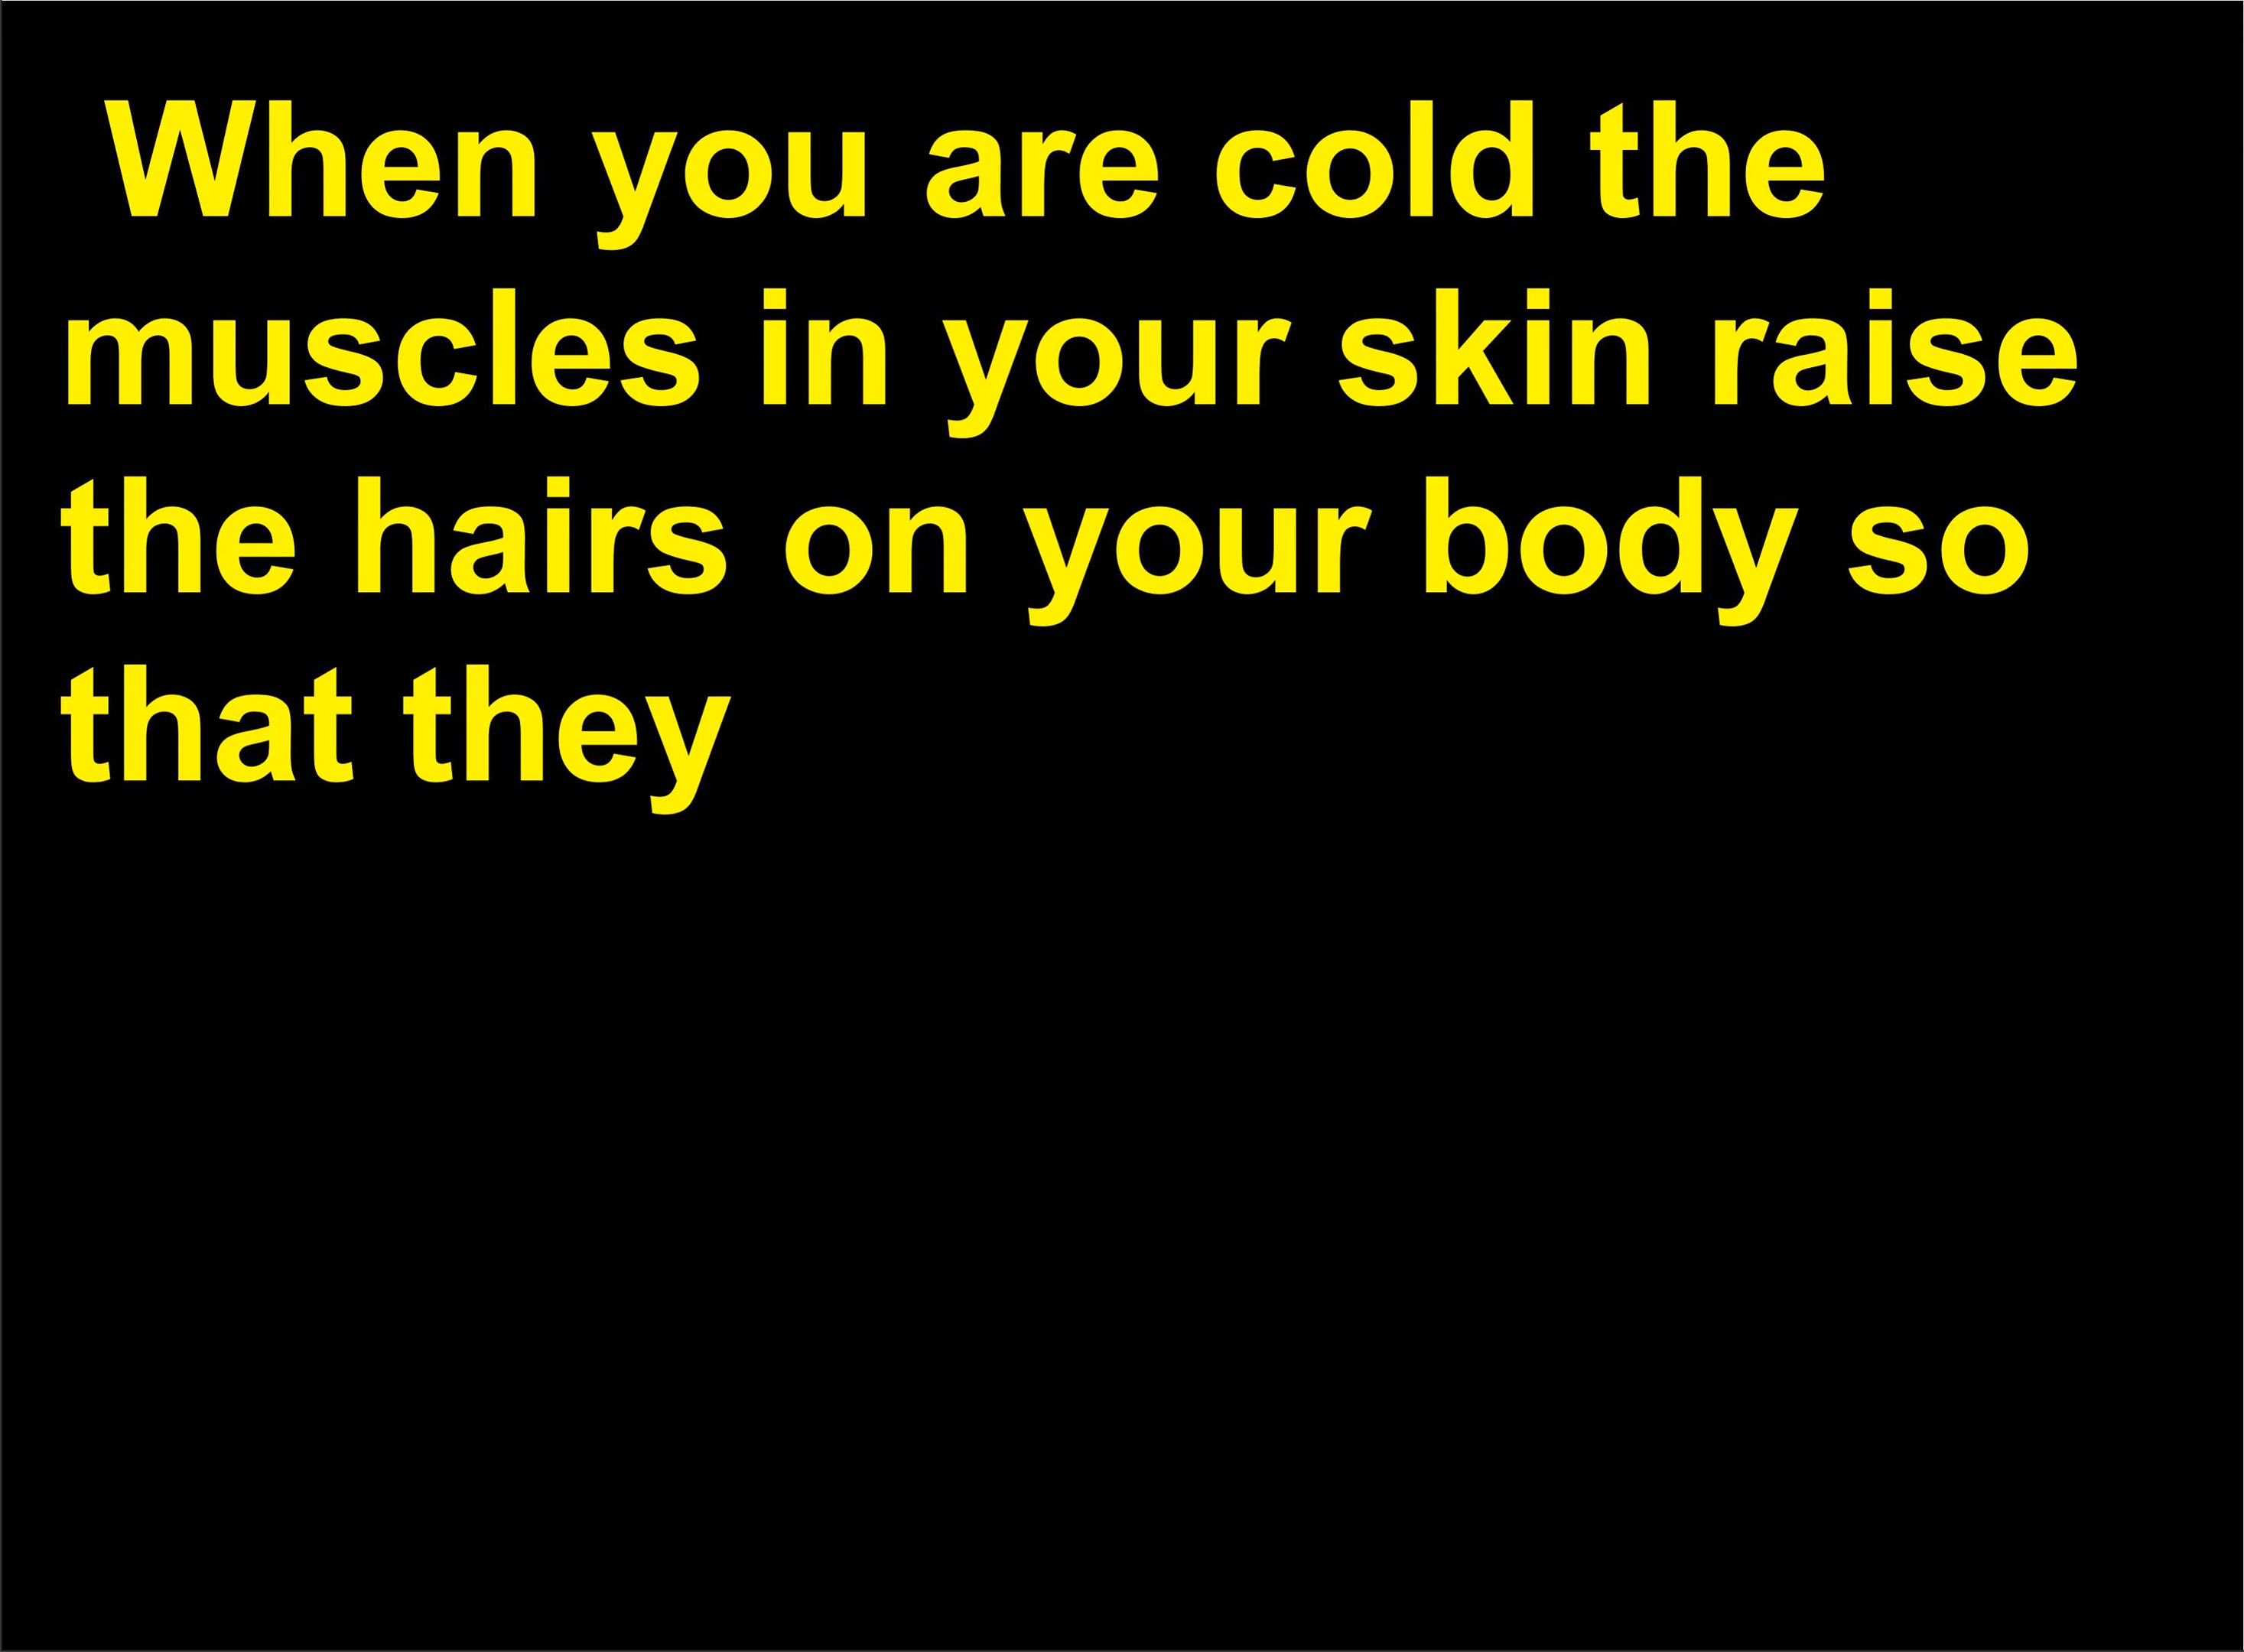 When you are cold the
muscles in your skin raise
the hairs on your body so
that they